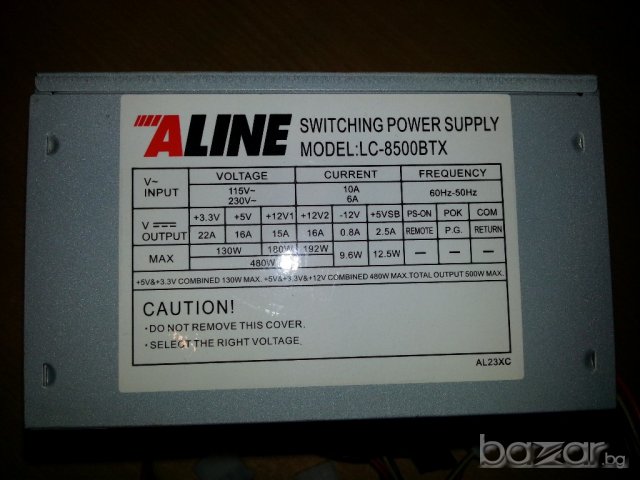 ALINE
SWITCHING POWER SUPPLY
MODEL:LC-8500BTX
V~ INPUT VOLTAGE CURRENT FREQUENCY
115V~ 10A 60Hz-50Hz
230V~ 6A
V OUTPUT +3.3V +5V +12V1 +12V2 -12V +5VSB PS-ON POK COM
22A 16A 15A 16A 0.8A 2.5A REMOTE P.G. RETURN
MAX 130W 180W 192W 9.6W 12.5W — — —
480W
+5V&+3.3V COMBINED 130W MAX. +5V&+3.3V&+12V COMBINED 480W MAX.TOTAL OUTPUT 500W MAX.
CAUTION!
·DO NOT REMOVE THIS COVER.
·SELECT THE RIGHT VOLTAGE.
AL23XC
bazar.bg